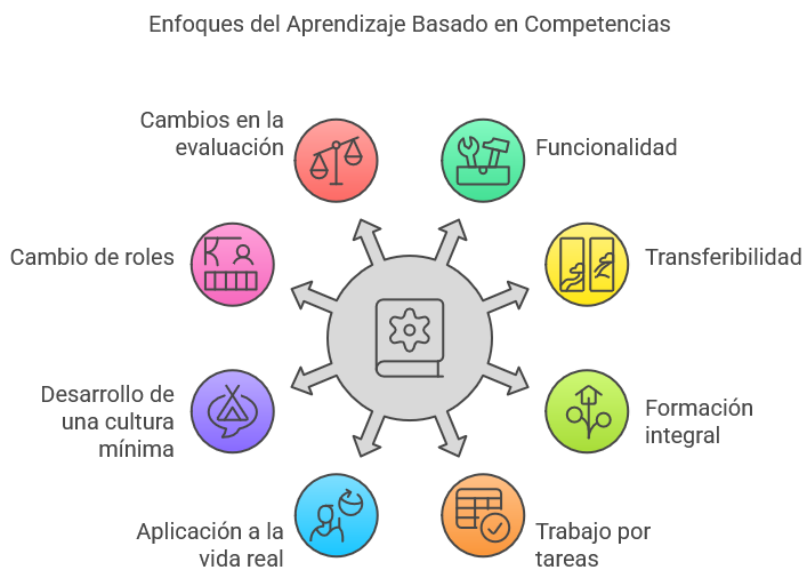 Enfoques del Aprendizaje Basado en Competencias
Cambios en la
evaluación
Funcionalidad
Cambio de roles
Transferibilidad
Desarrollo de
una cultura
mínima
Formación
integral
Aplicación a la
vida real
Trabajo por
tareas